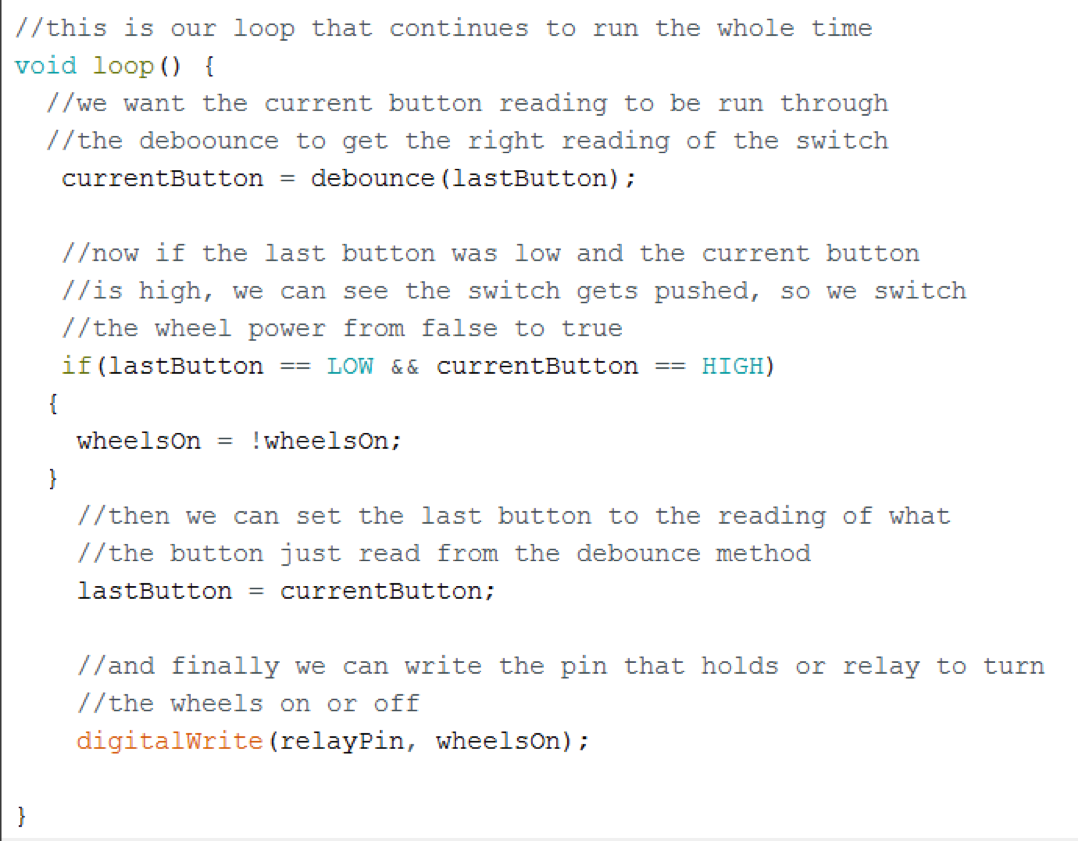 //this is our loop that continues to run the whole time
void loop() {
  //we want the current button reading to be run through
  //the deboounce to get the right reading of the switch
   currentButton = debounce(lastButton);

   //now if the last button was low and the current button
   //is high, we can see the switch gets pushed, so we switch
   //the wheel power from false to true
   if(lastButton == LOW && currentButton == HIGH)
  {
    wheelsOn = !wheelsOn;
  }
    //then we can set the last button to the reading of what
    //the button just read from the debounce method
    lastButton = currentButton;

    //and finally we can write the pin that holds or relay to turn
    //the wheels on or off
    digitalWrite(relayPin, wheelsOn);

}